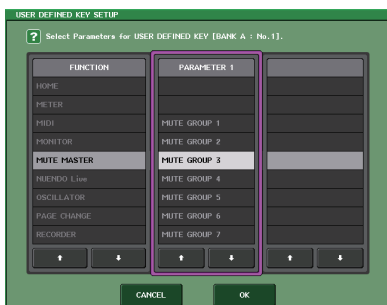 USER DEFINED KEY SETUP
? Select Parameters for USER DEFINED KEY [BANK A : No.1].
FUNCTION
HOME
METER
MIDI
MONITOR
MUTE MASTER
NUENDO Live
OSCILLATOR
PAGE CHANGE
RECORDER
PARAMETER 1
MUTE GROUP 1
MUTE GROUP 2
MUTE GROUP 3
MUTE GROUP 4
MUTE GROUP 5
MUTE GROUP 6
MUTE GROUP 7
CANCEL
OK